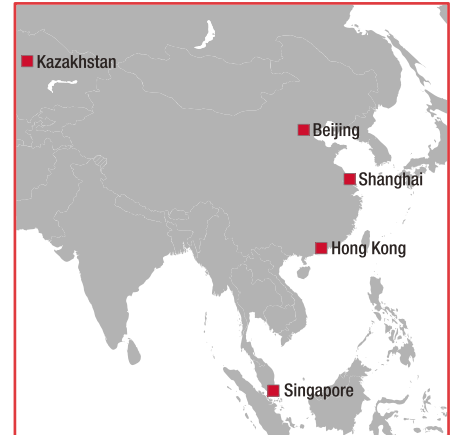 Kazakhstan
Beijing
Shanghai
Hong Kong
Singapore